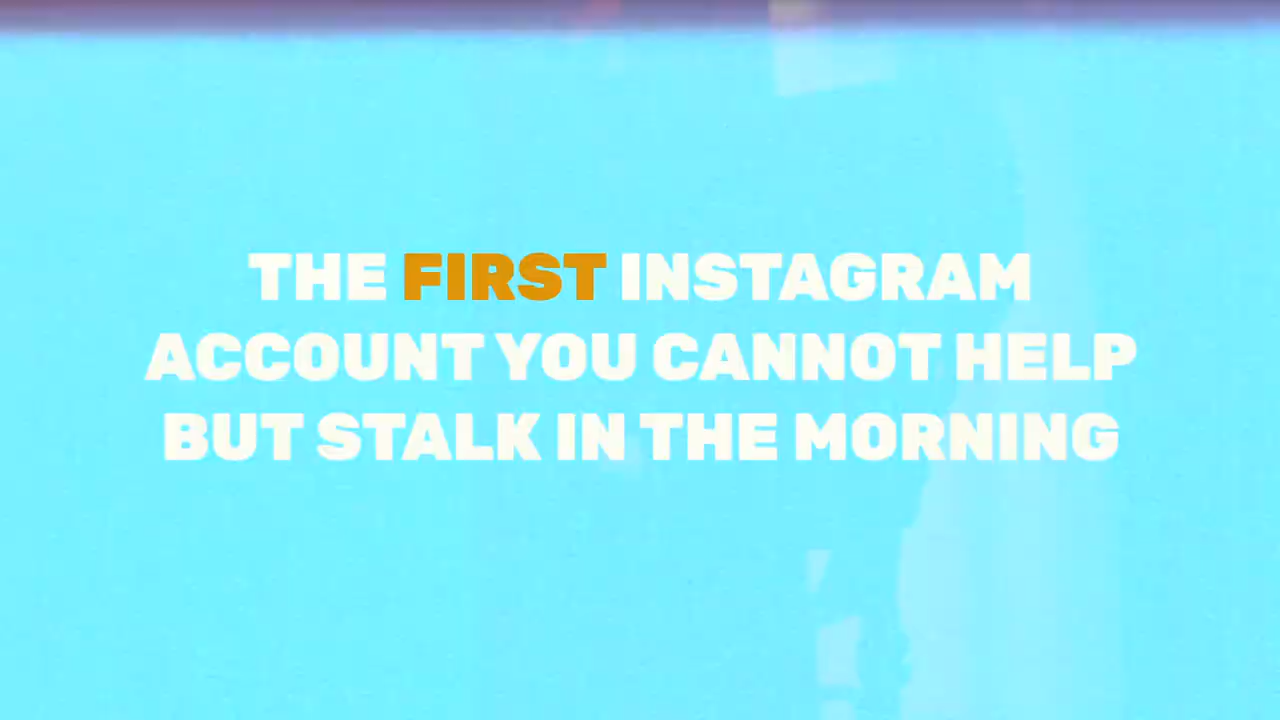 THE FIRST INSTAGRAM
ACCOUNT YOU CANNOT HELP
BUT STALK IN THE MORNING